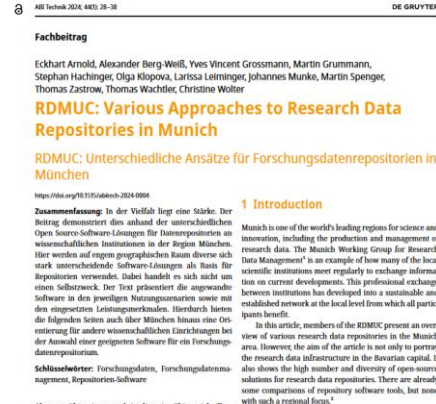 ABI Technik 2024; 44(1): 28–38
DE GRUYTER
Fachbeitrag
Eckhart Arnold, Alexander Berg-Weiß, Yves Vincent Grossmann, Martin Grummann,
Stephan Hachinger, Olga Klopova, Larissa Leiminger, Johannes Munke, Martin Spenger,
Thomas Zastrow, Thomas Wachtler, Christine Wolter
RDMUC: Various Approaches to Research Data
Repositories in Munich
RDMUC: Unterschiedliche Ansätze für Forschungsdatenrepositorien in
München
https://doi.org/10.1515/abitech-2024-0004
Zusammenfassung: In der Vielfalt liegt eine Stärke. Der
Beitrag demonstriert dies anhand der unterschiedlichen
Open Source-Software-Lösungen für Datenrepositorien an
wissenschaftlichen Institutionen in der Region München.
Hier werden auf engem geographischen Raum diverse sich
stark unterscheidende Software-Lösungen als Basis für
Repositorien verwendet. Dabei handelt es sich nicht um
einen Selbstzweck. Der Text präsentiert die angewandte
Software in den jeweiligen Nutzungsszenarien sowie mit
den eingesetzten Leistungsmerkmalen. Hierdurch bieten
die folgenden Seiten auch über München hinaus eine Ori-
entierung für andere wissenschaftlichen Einrichtungen bei
der Auswahl einer geeigneten Software für ein Forschungs-
datenrepositorium.
Schlüsselwörter: Forschungsdaten, Forschungsdatenma-
nagement, Repositorien-Software
1 Introduction
Munich is one of the world's leading regions for science and
innovation, including the production and management o
research data. The Munich Working Group for Research
Data Management¹ is an example of how many of the local
scientific institutions meet regularly to exchange informa
tion on current developments. This professional exchange
between institutions has developed into a sustainable and
established network at the local level from which all partic
ipants benefit.
In this article, members of the RDMUC present an over
view of various research data repositories in the Munich
area. However, the aim of the article is not only to portray
the research data infrastructure in the Bavarian capital. I
also shows the high number and diversity of open-source
solutions for research data repositories. There are already
some comparisons of repository software tools, but none
with such a regional focus.²